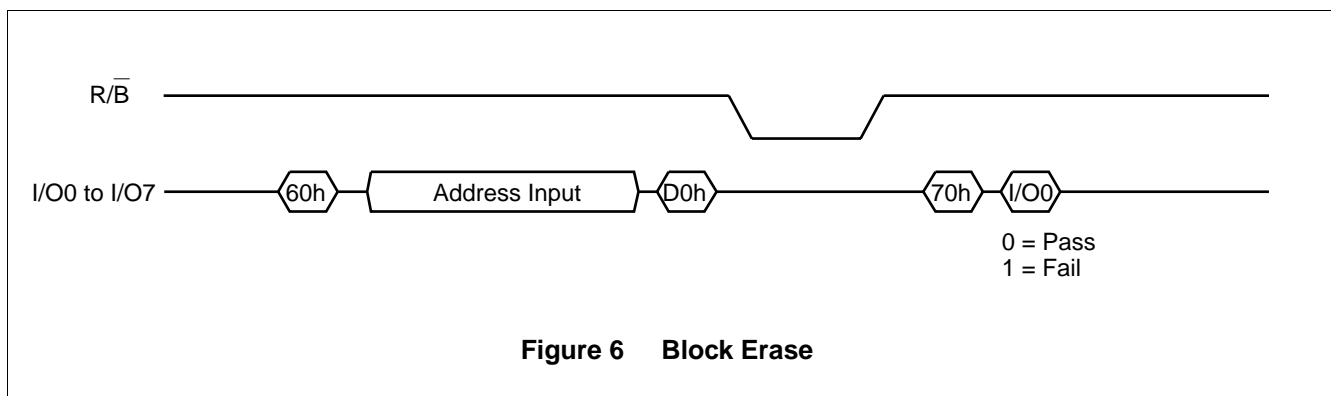 R/B̅
I/O0 to I/O7 60h Address Input D0h 70h I/O0
0 = Pass
1 = Fail
Figure 6 Block Erase